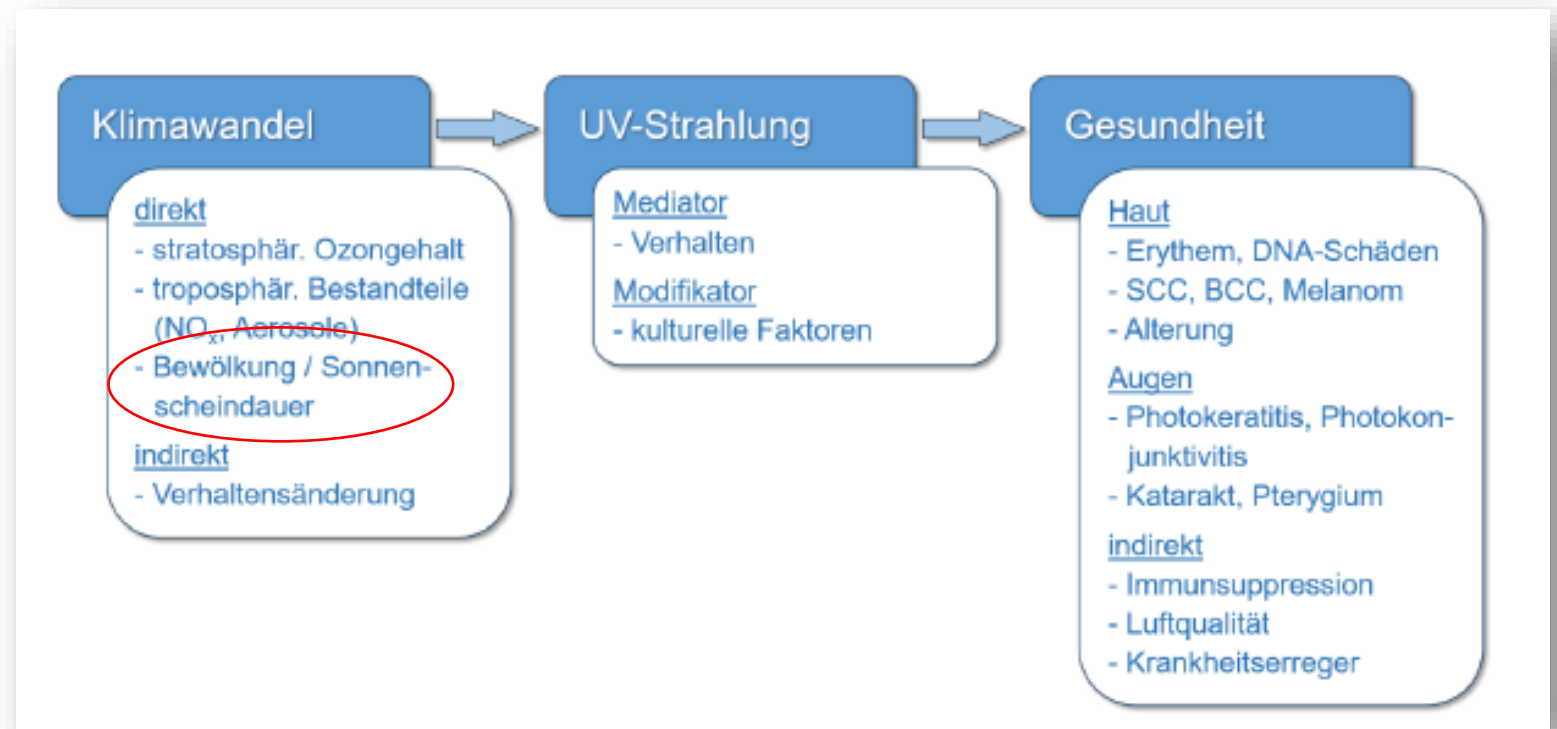 Klimawandel
direkt
- stratosphär. Ozongehalt
- troposphär. Bestandteile
(NOx, Aerosole)
- Bewölkung / Sonnen-
scheindauer
indirekt
- Verhaltensänderung
UV-Strahlung
Mediator
- Verhalten
Modifikator
- kulturelle Faktoren
Gesundheit
Haut
- Erythem, DNA-Schäden
- SCC, BCC, Melanom
- Alterung
Augen
- Photokeratitis, Photokon-
junktivitis
- Katarakt, Pterygium
indirekt
- Immunsuppression
- Luftqualität
- Krankheitserreger